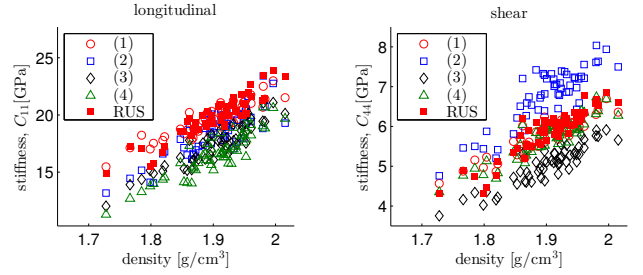 longitudinal
stiffness, C₁₁[GPa]
25
20
15
(1)
(2)
(3)
(4)
RUS
1.7 1.8 1.9 2
density [g/cm³]
shear
stiffness, C₄₄[GPa]
8
7
6
5
4
(1)
(2)
(3)
(4)
RUS
1.7 1.8 1.9 2
density [g/cm³]